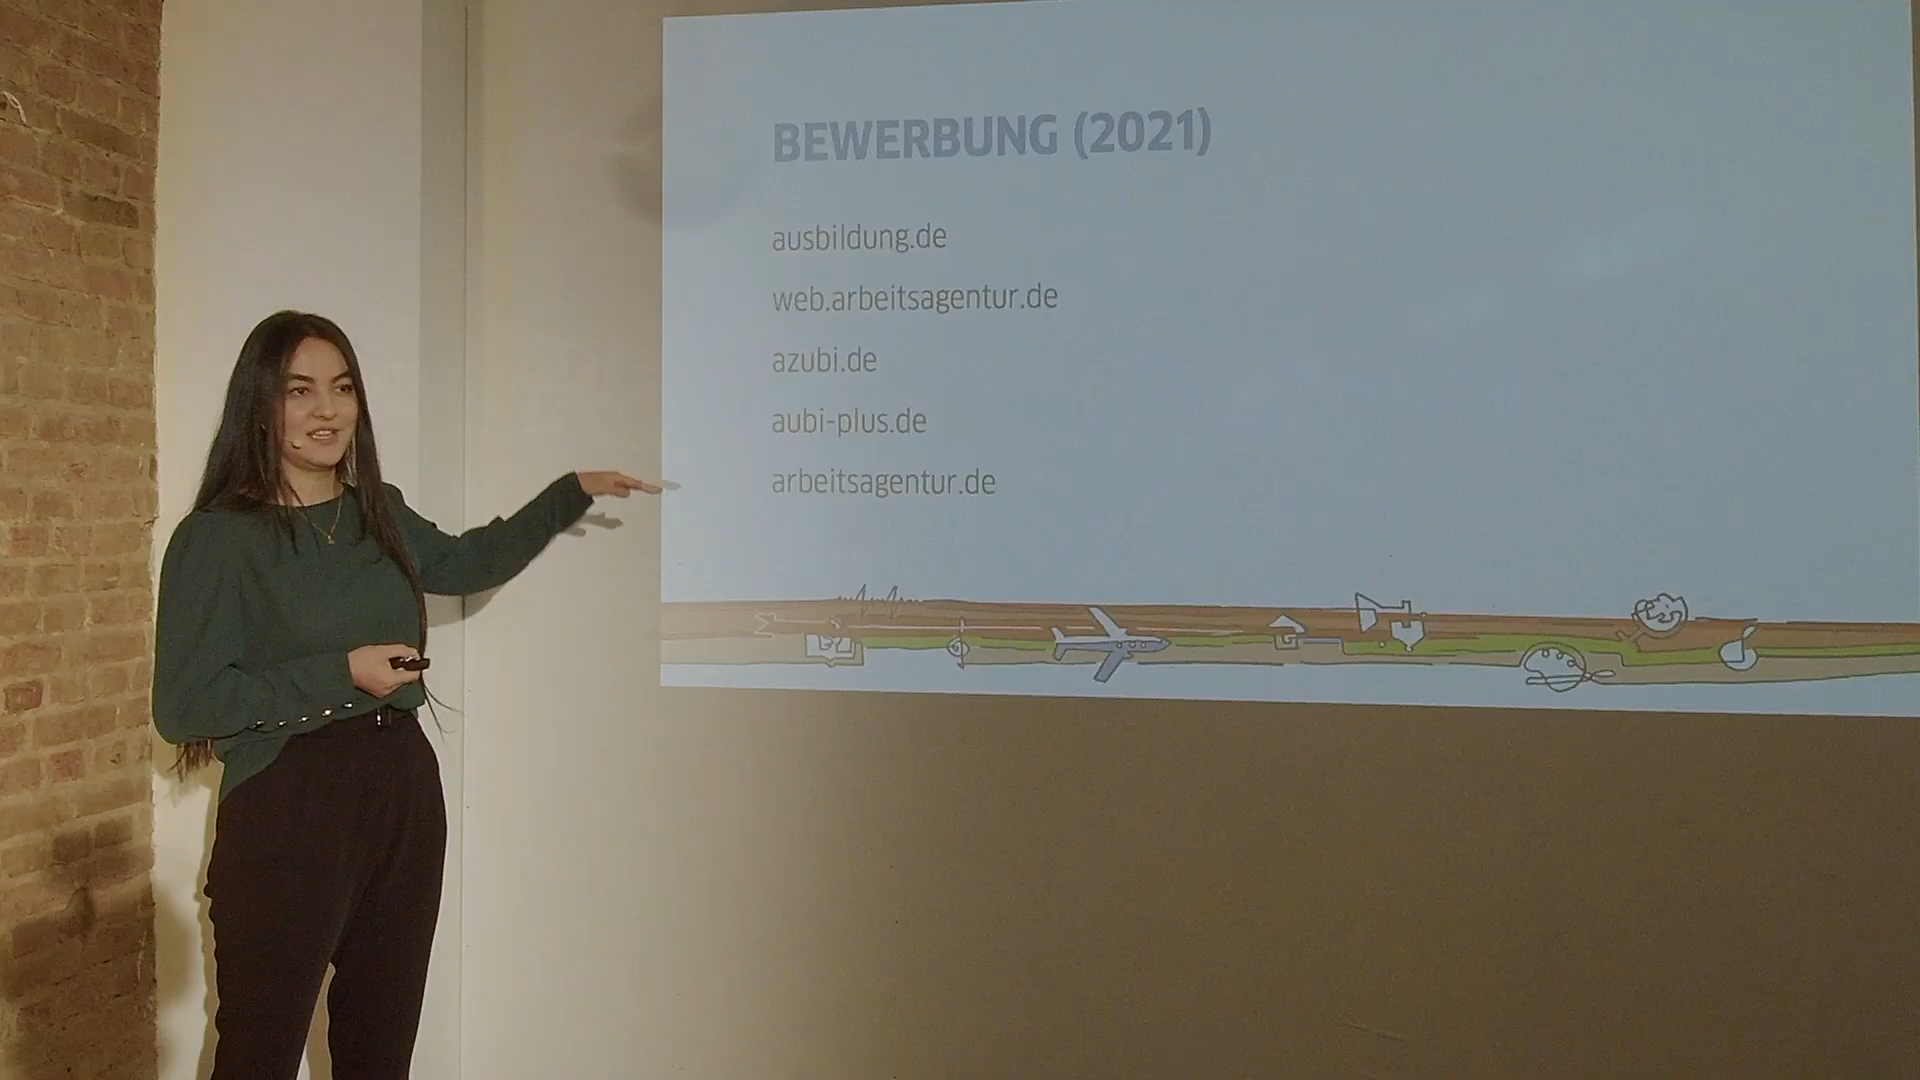 BEWERBUNG (2021)
ausbildung.de
web.arbeitsagentur.de
azubi.de
aubi-plus.de
arbeitsagentur.de